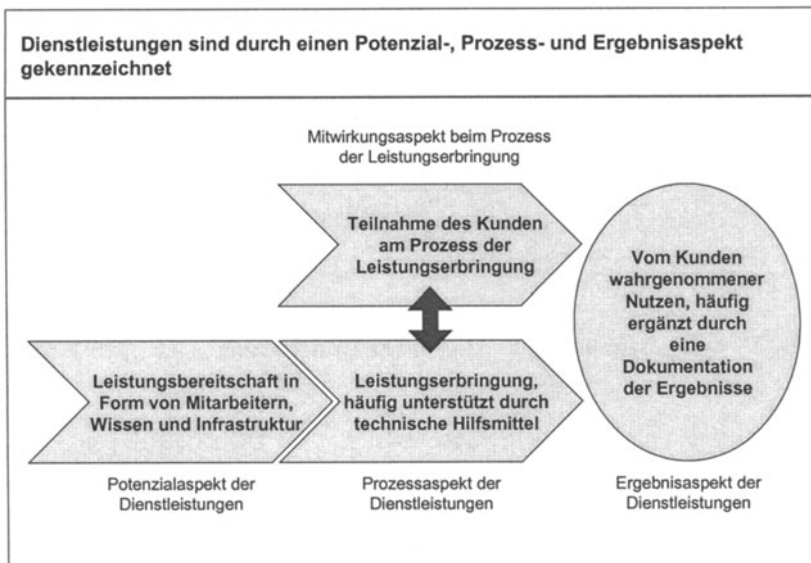 Dienstleistungen sind durch einen Potenzial-, Prozess- und Ergebnisaspekt
gekennzeichnet
Mitwirkungsaspekt beim Prozess
der Leistungserbringung
Teilnahme des Kunden
am Prozess der
Leistungserbringung
Vom Kunden
wahrgenommener
Nutzen, häufig
ergänzt durch
eine
Dokumentation
der Ergebnisse
Leistungsbereitschaft in
Form von Mitarbeitern,
Wissen und Infrastruktur
Leistungserbringung,
häufig unterstützt durch
technische Hilfsmittel
Potenzialaspekt der
Dienstleistungen
Prozessaspekt der
Dienstleistungen
Ergebnisaspekt der
Dienstleistungen